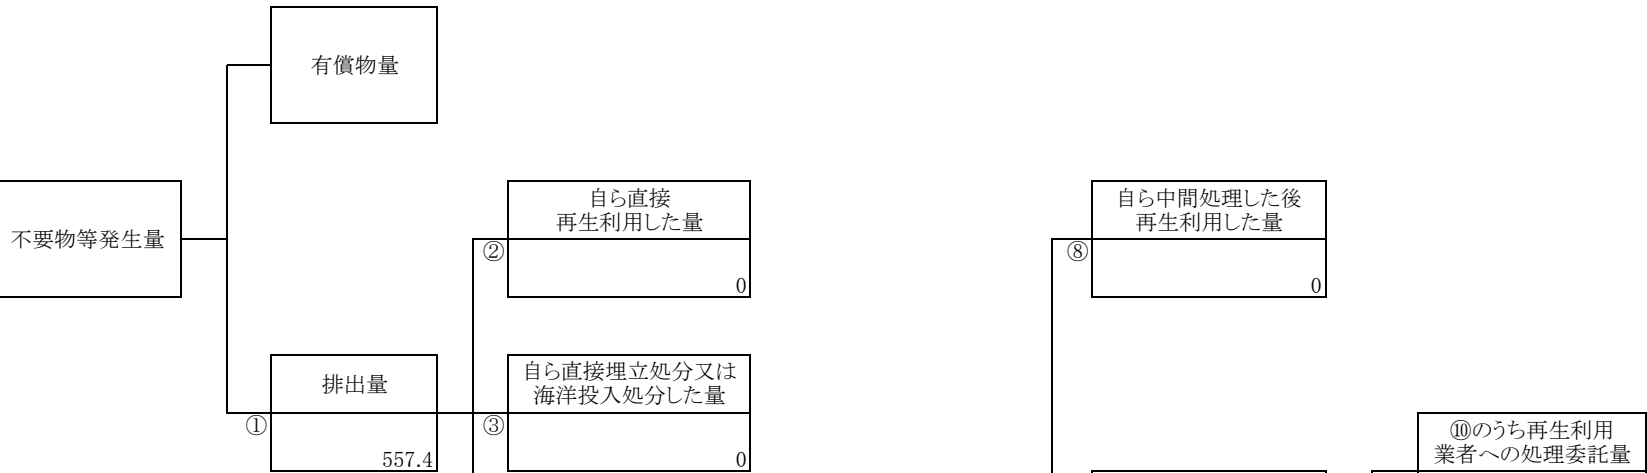 有償物量
不要物等発生量
自ら直接
再生利用した量
②
0
自ら中間処理した後
再生利用した量
⑧
0
排出量
①
557.4
自ら直接埋立処分又は
海洋投入処分した量
③
0
⑩のうち再生利用
業者への処理委託量